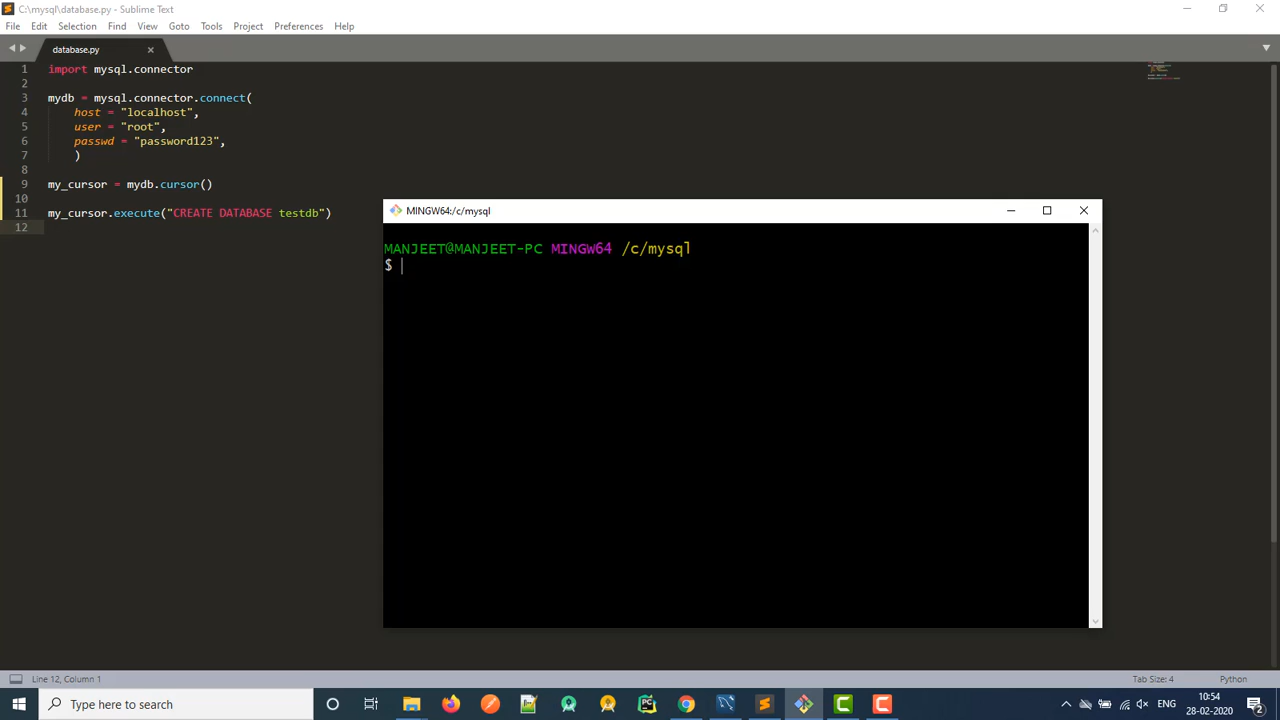 C:\mysql\database.py - Sublime Text
File Edit Selection Find View Goto Tools Project Preferences Help
database.py
1 import mysql.connector
2
3 mydb = mysql.connector.connect(
4 host = "localhost",
5 user = "root",
6 passwd = "password123",
7 )
8
9 my_cursor = mydb.cursor()
10
11 my_cursor.execute("CREATE DATABASE testdb")
12
MINGW64:/c/mysql
MANJEET@MANJEET-PC MINGW64 /c/mysql
$
Line 12, Column 1
Tab Size: 4
Python
Type here to search
ENG
10:54
28-02-2020
2